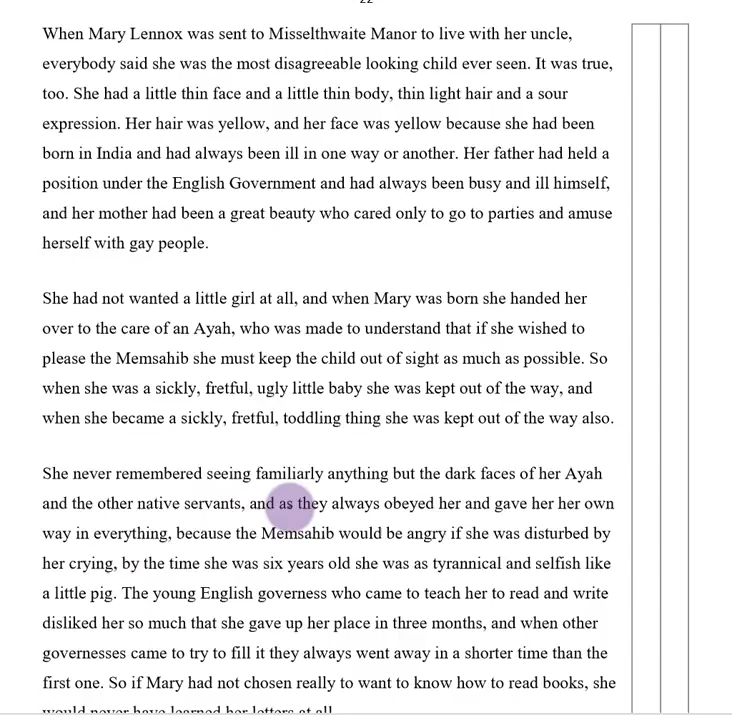 22
When Mary Lennox was sent to Misselthwaite Manor to live with her uncle,
everybody said she was the most disagreeable looking child ever seen. It was true,
too. She had a little thin face and a little thin body, thin light hair and a sour
expression. Her hair was yellow, and her face was yellow because she had been
born in India and had always been ill in one way or another. Her father had held a
position under the English Government and had always been busy and ill himself,
and her mother had been a great beauty who cared only to go to parties and amuse
herself with gay people.
She had not wanted a little girl at all, and when Mary was born she handed her
over to the care of an Ayah, who was made to understand that if she wished to
please the Memsahib she must keep the child out of sight as much as possible. So
when she was a sickly, fretful, ugly little baby she was kept out of the way, and
when she became a sickly, fretful, toddling thing she was kept out of the way also.
She never remembered seeing familiarly anything but the dark faces of her Ayah
and the other native servants, and as they always obeyed her and gave her her own
way in everything, because the Memsahib would be angry if she was disturbed by
her crying, by the time she was six years old she was as tyrannical and selfish like
a little pig. The young English governess who came to teach her to read and write
disliked her so much that she gave up her place in three months, and when other
governesses came to try to fill it they always went away in a shorter time than the
first one. So if Mary had not chosen really to want to know how to read books, she
would never have learned her letters at all